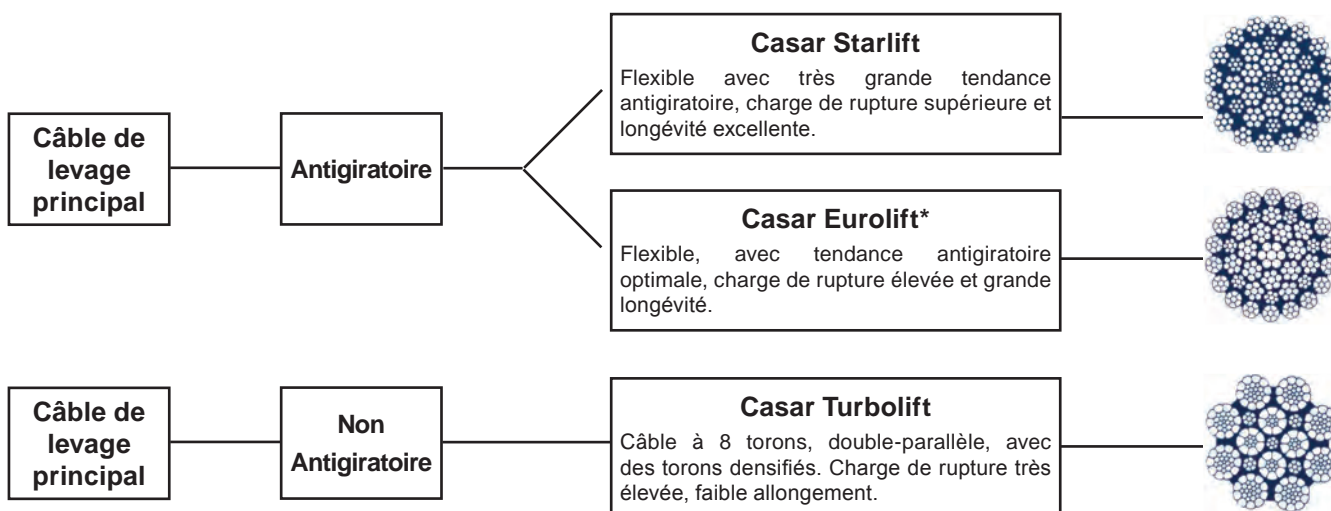 Câble de
levage
principal
Antigiratoire
Casar Starlift
Flexible avec très grande tendance
antigiratoire, charge de rupture supérieure et
longévité excellente.
Casar Eurolift*
Flexible, avec tendance antigiratoire
optimale, charge de rupture élevée et grande
longévité.
Câble de
levage
principal
Non
Antigiratoire
Casar Turbolift
Câble à 8 torons, double-parallèle, avec
des torons densifiés. Charge de rupture très
élevée, faible allongement.